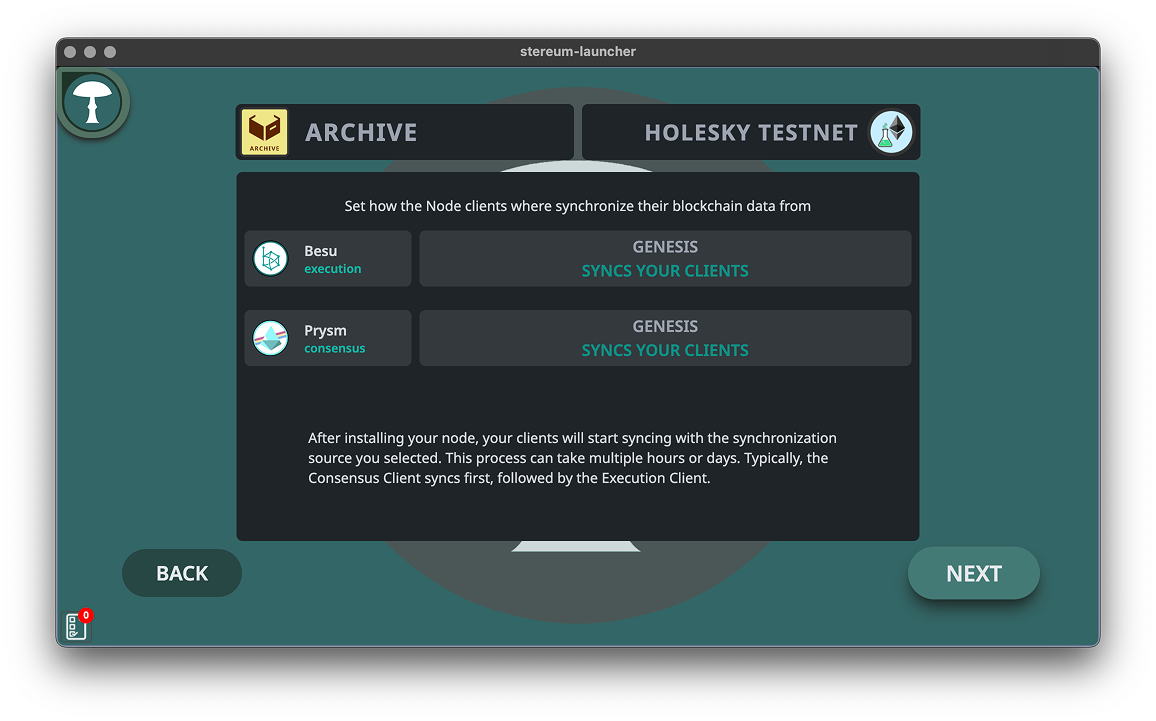 stereum-launcher
ARCHIVE
ARCHIVE
HOLESKY TESTNET
Set how the Node clients where synchronize their blockchain data from
Besu
execution
GENESIS
SYNCS YOUR CLIENTS
Prysm
consensus
GENESIS
SYNCS YOUR CLIENTS
After installing your node, your clients will start syncing with the synchronization
source you selected. This process can take multiple hours or days. Typically, the
Consensus Client syncs first, followed by the Execution Client.
BACK
NEXT
0